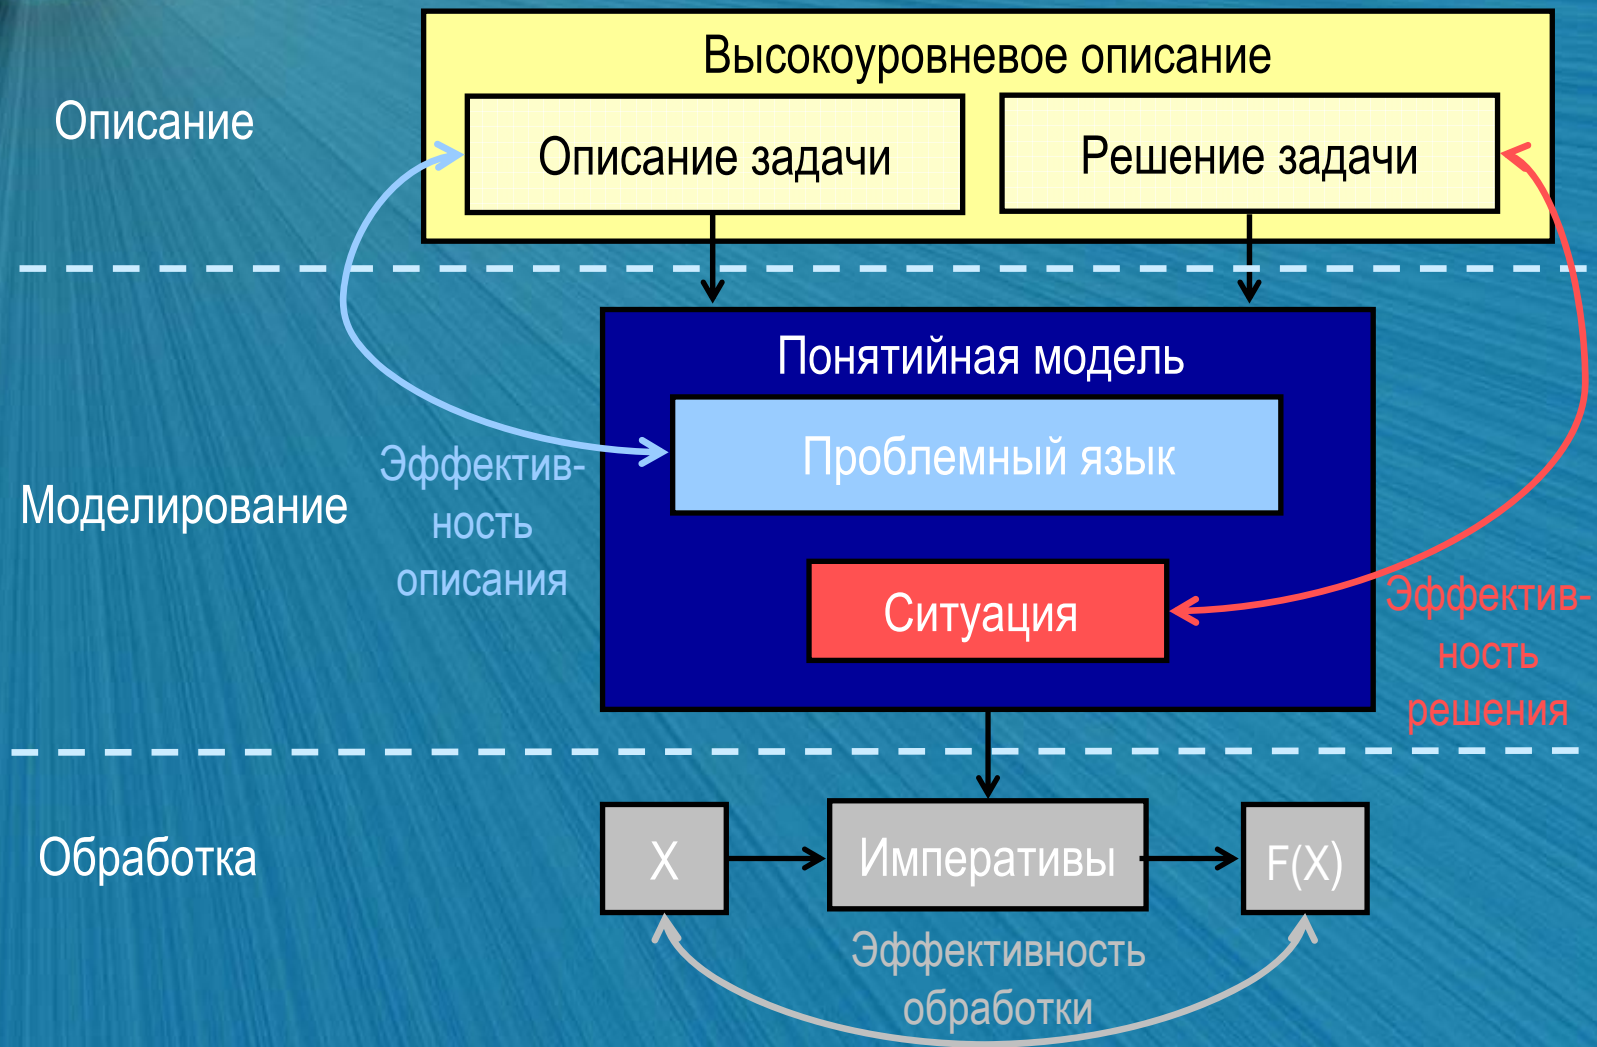 Высокоуровневое описание
Описание
Описание задачи
Решение задачи
Понятийная модель
Проблемный язык
Моделирование
Эффектив-
ность
описания
Ситуация
Эффектив-
ность
решения
Обработка
X
Императивы
F(X)
Эффективность
обработки